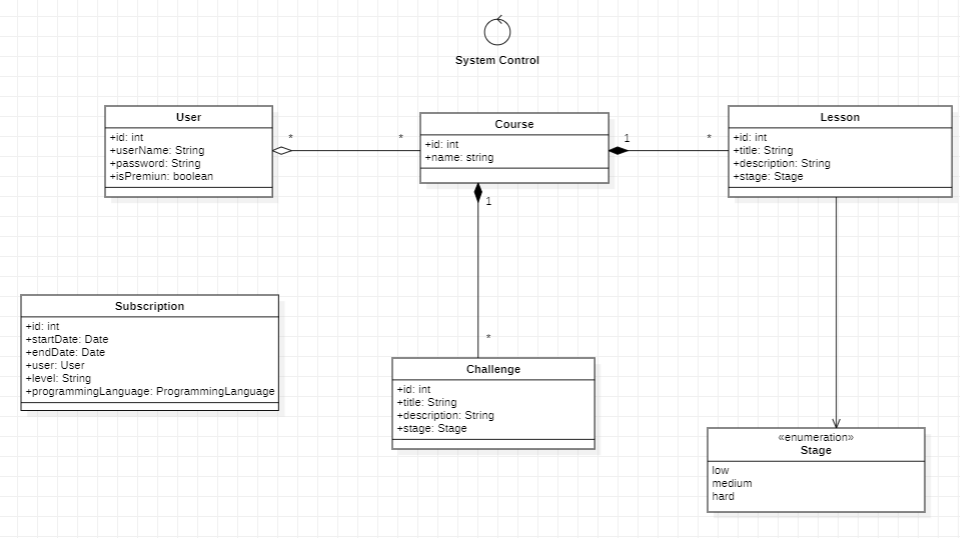 System Control
User
+id: int
+userName: String
+password: String
+isPremiun: boolean
*
*
Course
+id: int
+name: string
1
*
Lesson
+id: int
+title: String
+description: String
+stage: Stage
1
*
Subscription
+id: int
+startDate: Date
+endDate: Date
+user: User
+level: String
+programmingLanguage: ProgrammingLanguage
Challenge
+id: int
+title: String
+description: String
+stage: Stage
«enumeration»
Stage
low
medium
hard